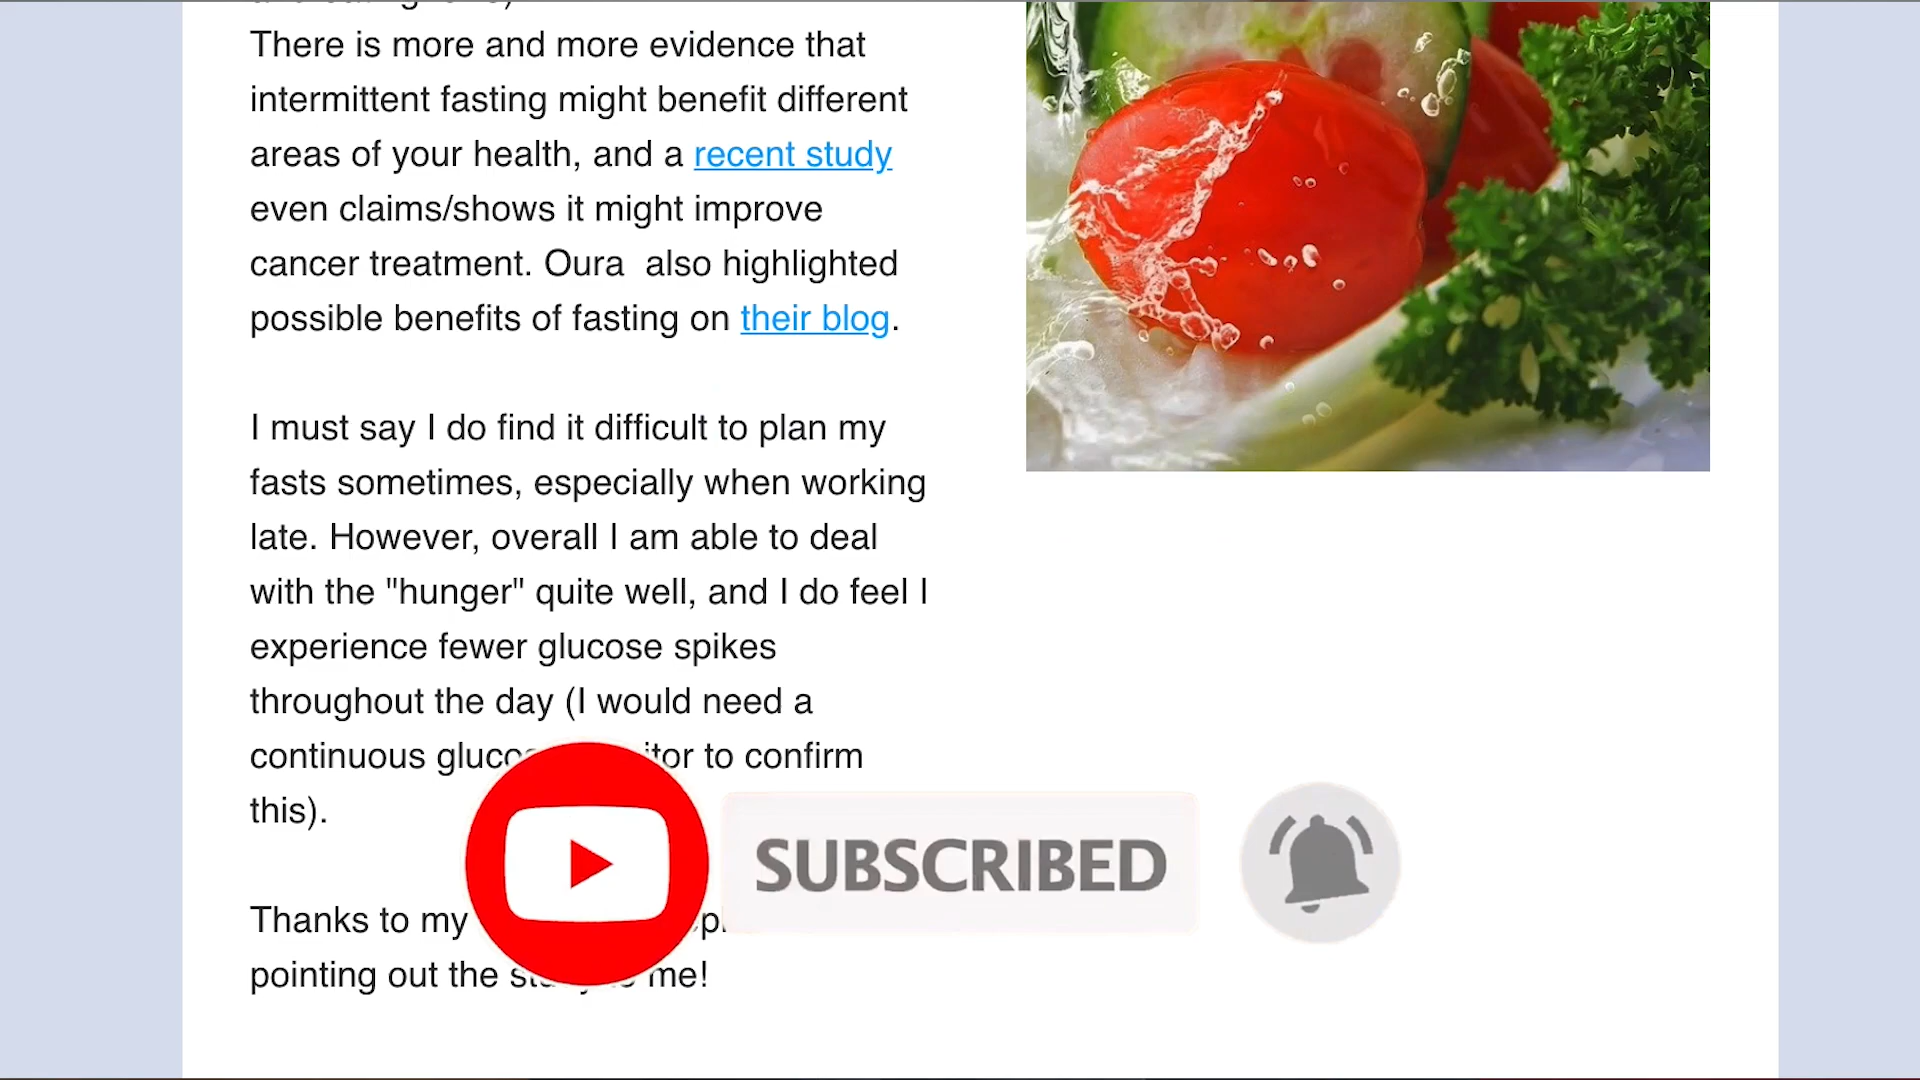 There is more and more evidence that
intermittent fasting might benefit different
areas of your health, and a recent study
even claims/shows it might improve
cancer treatment. Oura also highlighted
possible benefits of fasting on their blog.
I must say I do find it difficult to plan my
fasts sometimes, especially when working
late. However, overall I am able to deal
with the "hunger" quite well, and I do feel I
experience fewer glucose spikes
throughout the day (I would need a
continuous to confirm
this).
SUBSCRIBED
Thanks to my
pointing out the me!